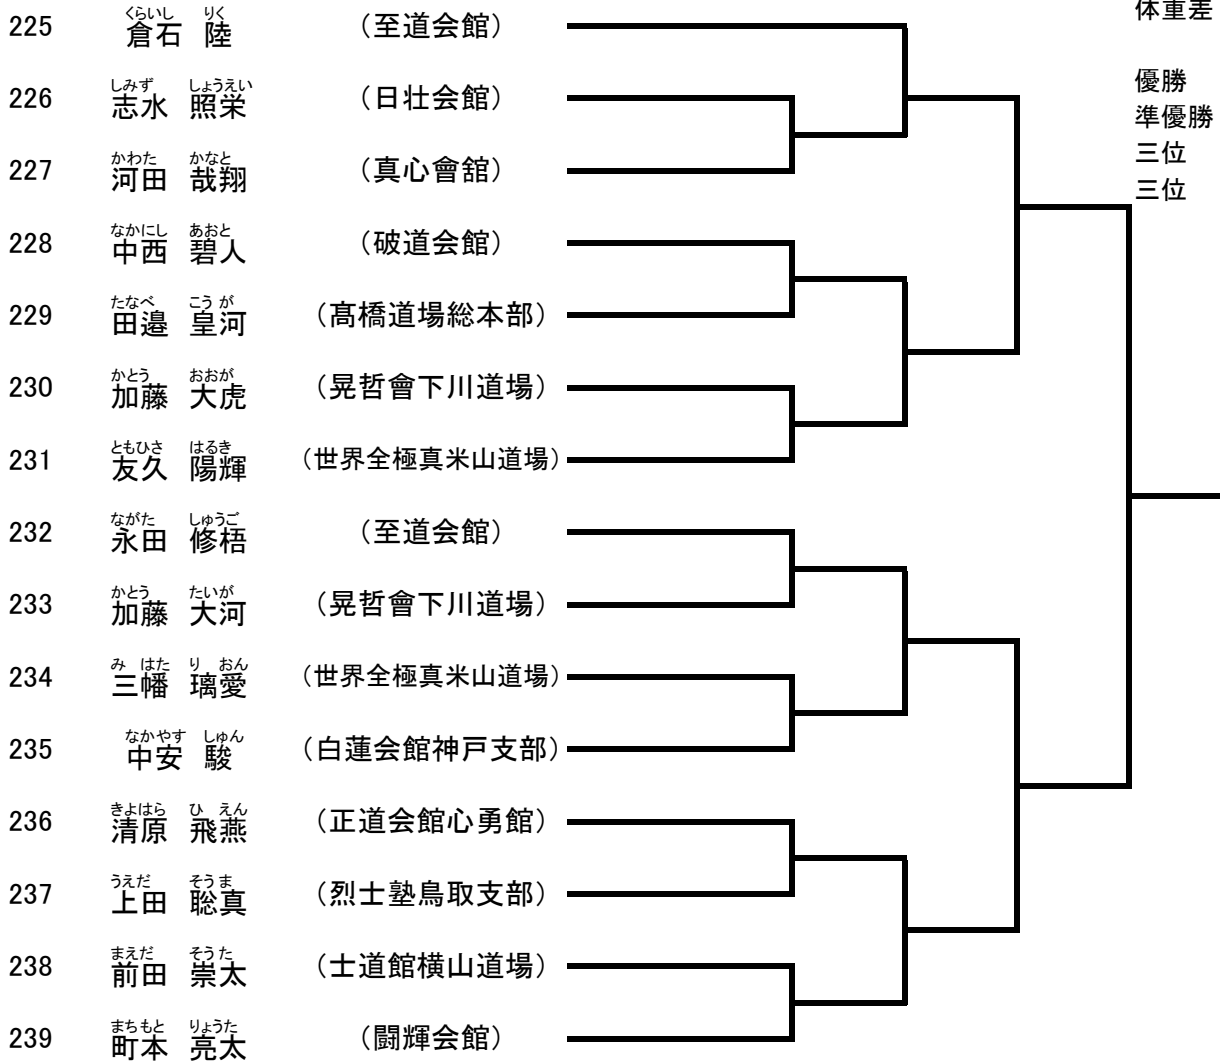 くらいし りく
225 倉石 陸 （至道会館）
しみず しょうえい
226 志水 照栄 （日壮会館）
かわた かなと
227 河田 哉翔 （真心會舘）
なかにし あおと
228 中西 碧人 （破道会館）
たなべ こうが
229 田邉 皇河 （髙橋道場総本部）
かとう おおが
230 加藤 大虎 （晃哲會下川道場）
ともひさ はるき
231 友久 陽輝 （世界全極真米山道場）
ながた しゅうご
232 永田 修梧 （至道会館）
かとう たいが
233 加藤 大河 （晃哲會下川道場）
み はた り おん
234 三幡 璃愛 （世界全極真米山道場）
なかやす しゅん
235 中安 駿 （白蓮会館神戸支部）
きよはら ひ えん
236 清原 飛燕 （正道会館心勇館）
うえだ そうま
237 上田 聡真 （烈士塾鳥取支部）
まえだ そうた
238 前田 崇太 （士道館横山道場）
まちもと りょうた
239 町本 亮太 （闘輝会館）
体重差
優勝
準優勝
三位
三位